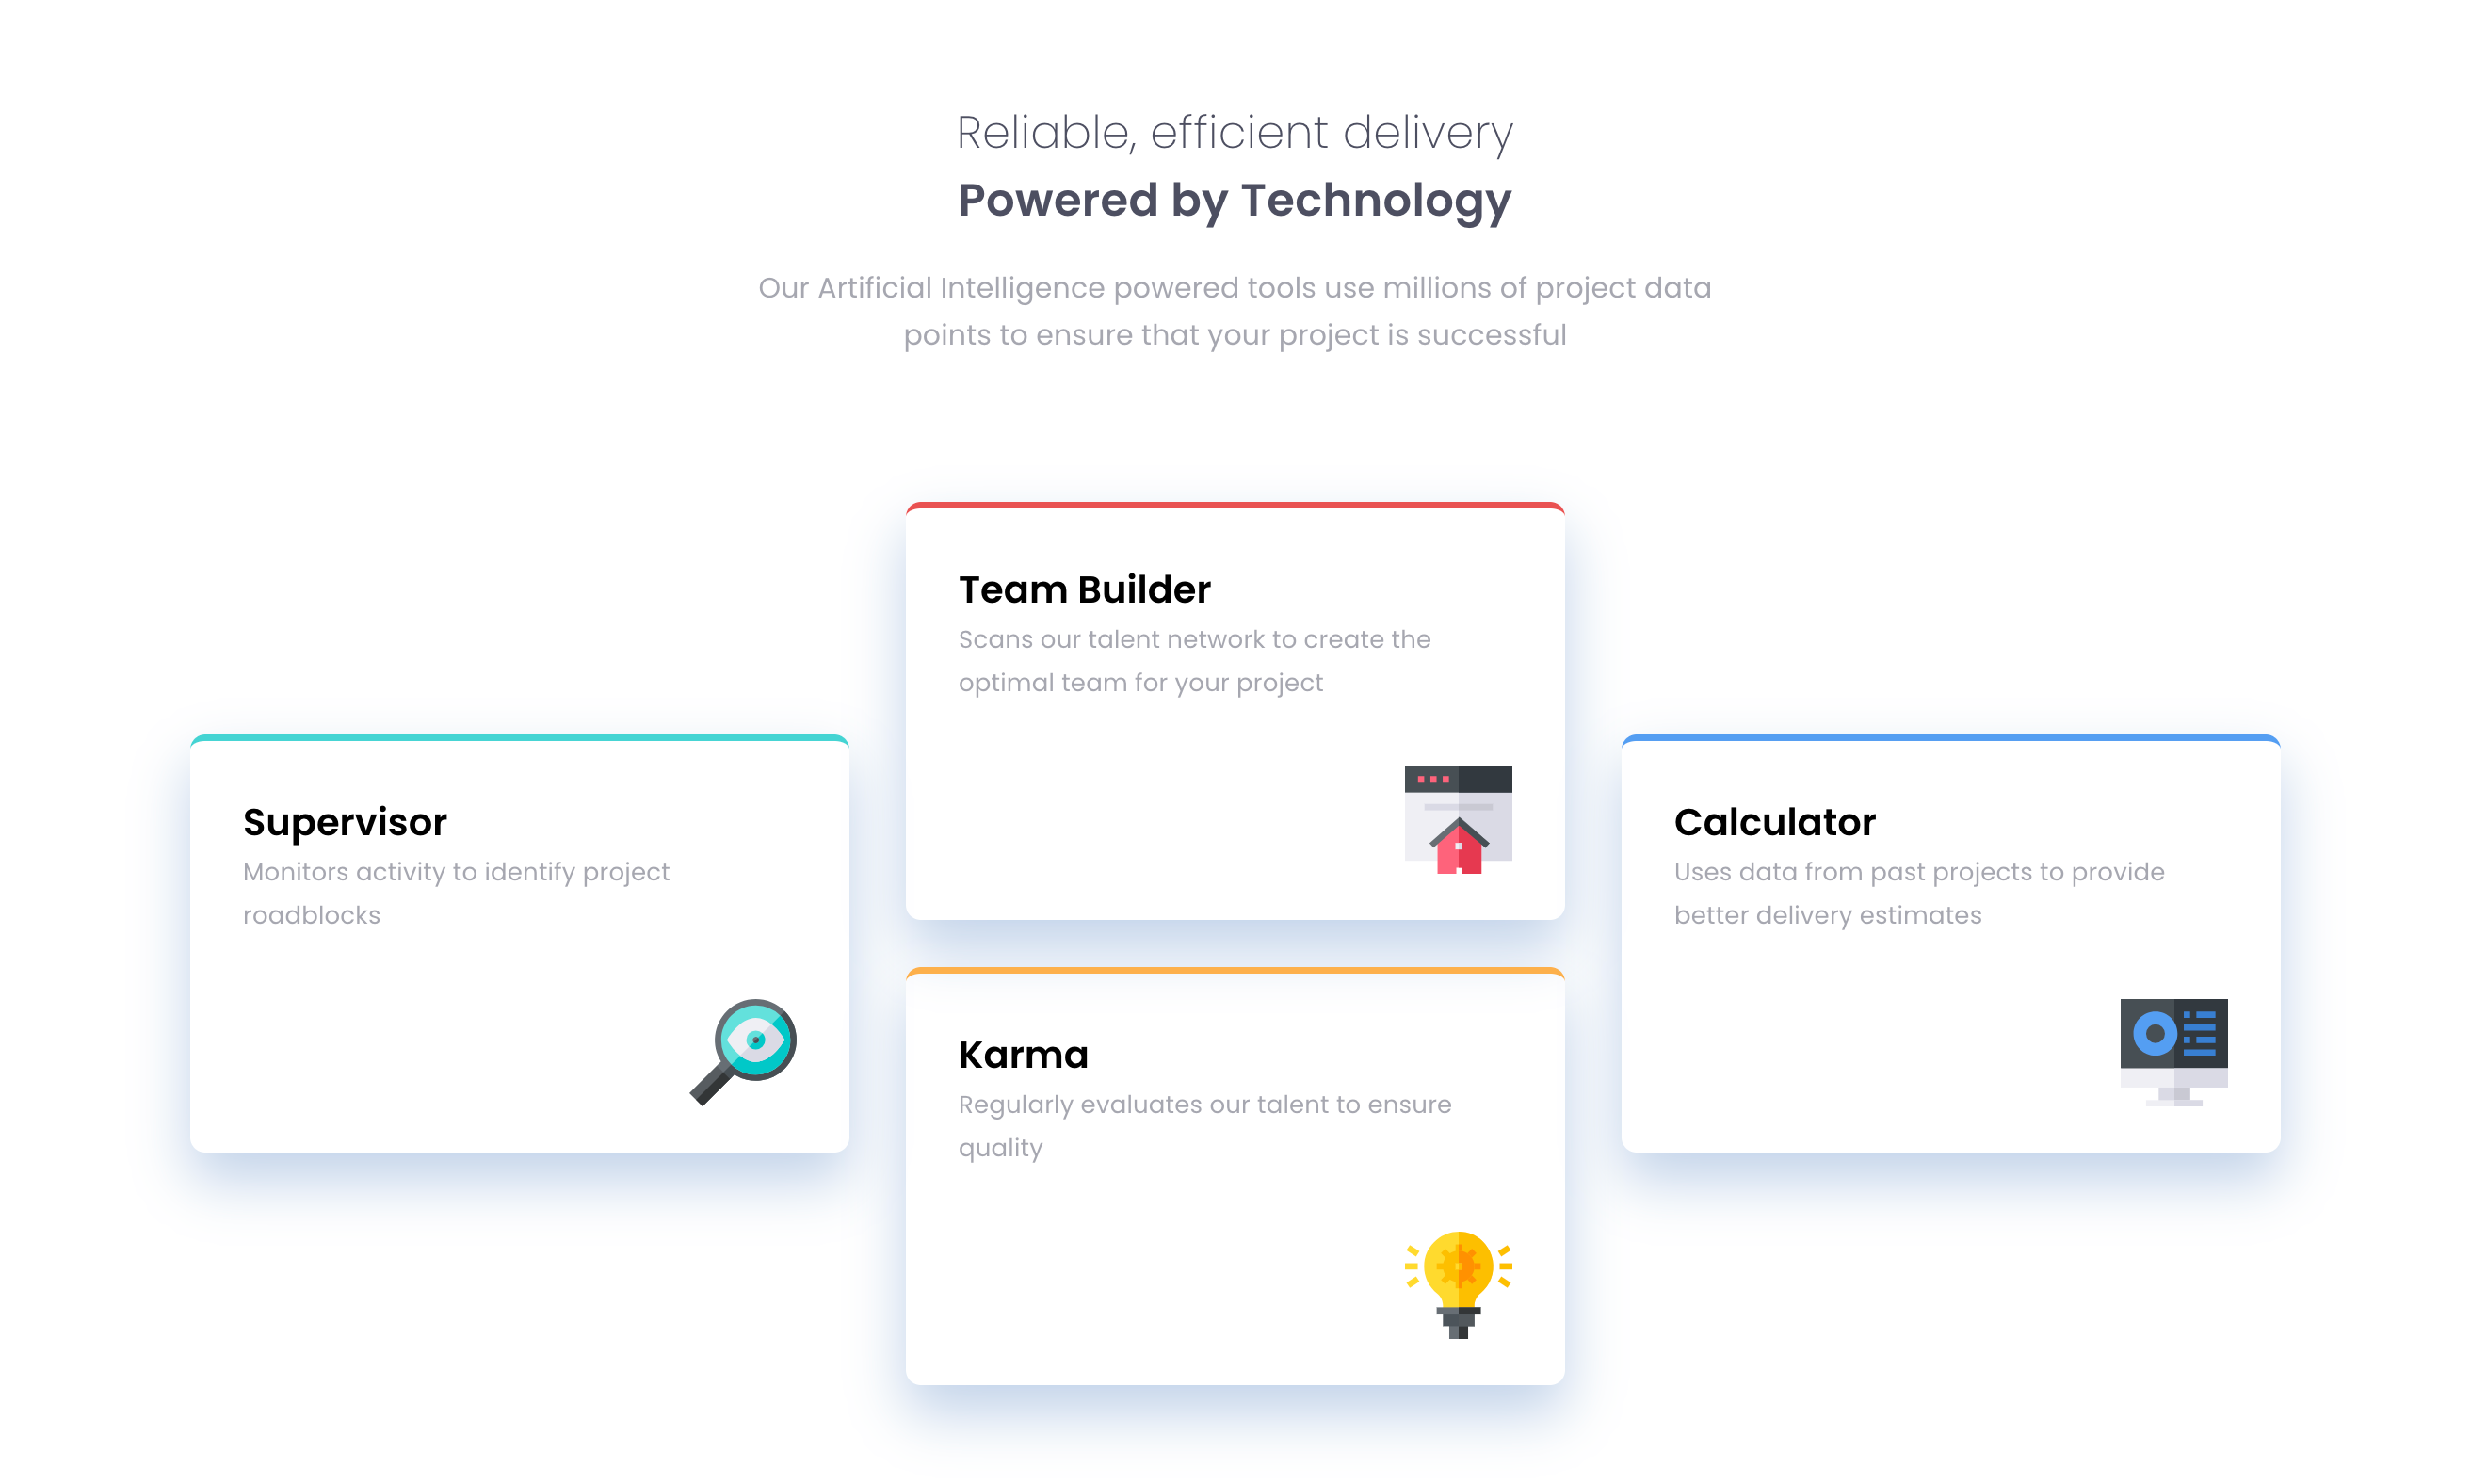 Reliable, efficient delivery
Powered by Technology
Our Artificial Intelligence powered tools use millions of project data
points to ensure that your project is successful
Team Builder
Scans our talent network to create the
optimal team for your project
Supervisor
Monitors activity to identify project
roadblocks
Calculator
Uses data from past projects to provide
better delivery estimates
Karma
Regularly evaluates our talent to ensure
quality